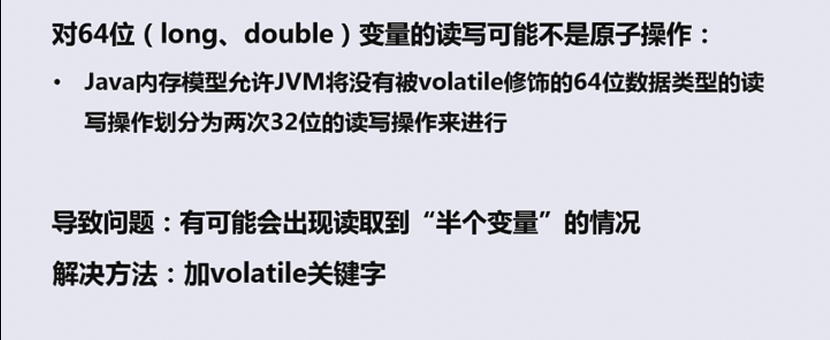 对64位（long、double）变量的读写可能不是原子操作：
• Java内存模型允许JVM将没有被volatile修饰的64位数据类型的读
写操作划分为两次32位的读写操作来进行
导致问题：有可能会出现读取到“半个变量”的情况
解决方法：加volatile关键字